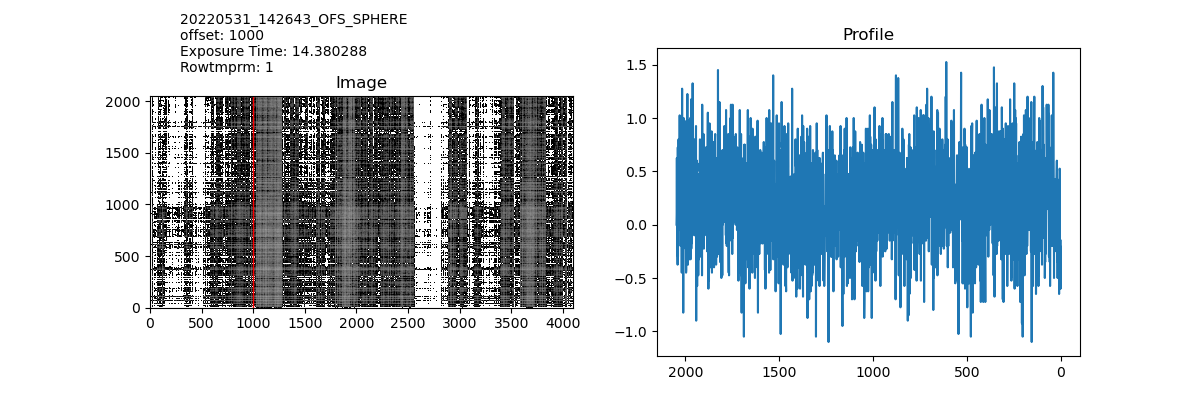 20220531_142643_OFS_SPHERE
offset: 1000
Exposure Time: 14.380288
Rowtmprm: 1
Image
2000
1500
1000
500
0
0 500 1000 1500 2000 2500 3000 3500 4000
Profile
1.5
1.0
0.5
0.0
−0.5
−1.0
2000 1500 1000 500 0